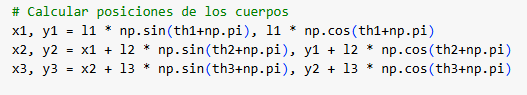 # Calcular posiciones de los cuerpos
x1, y1 = l1 * np.sin(th1+np.pi), l1 * np.cos(th1+np.pi)
x2, y2 = x1 + l2 * np.sin(th2+np.pi), y1 + l2 * np.cos(th2+np.pi)
x3, y3 = x2 + l3 * np.sin(th3+np.pi), y2 + l3 * np.cos(th3+np.pi)